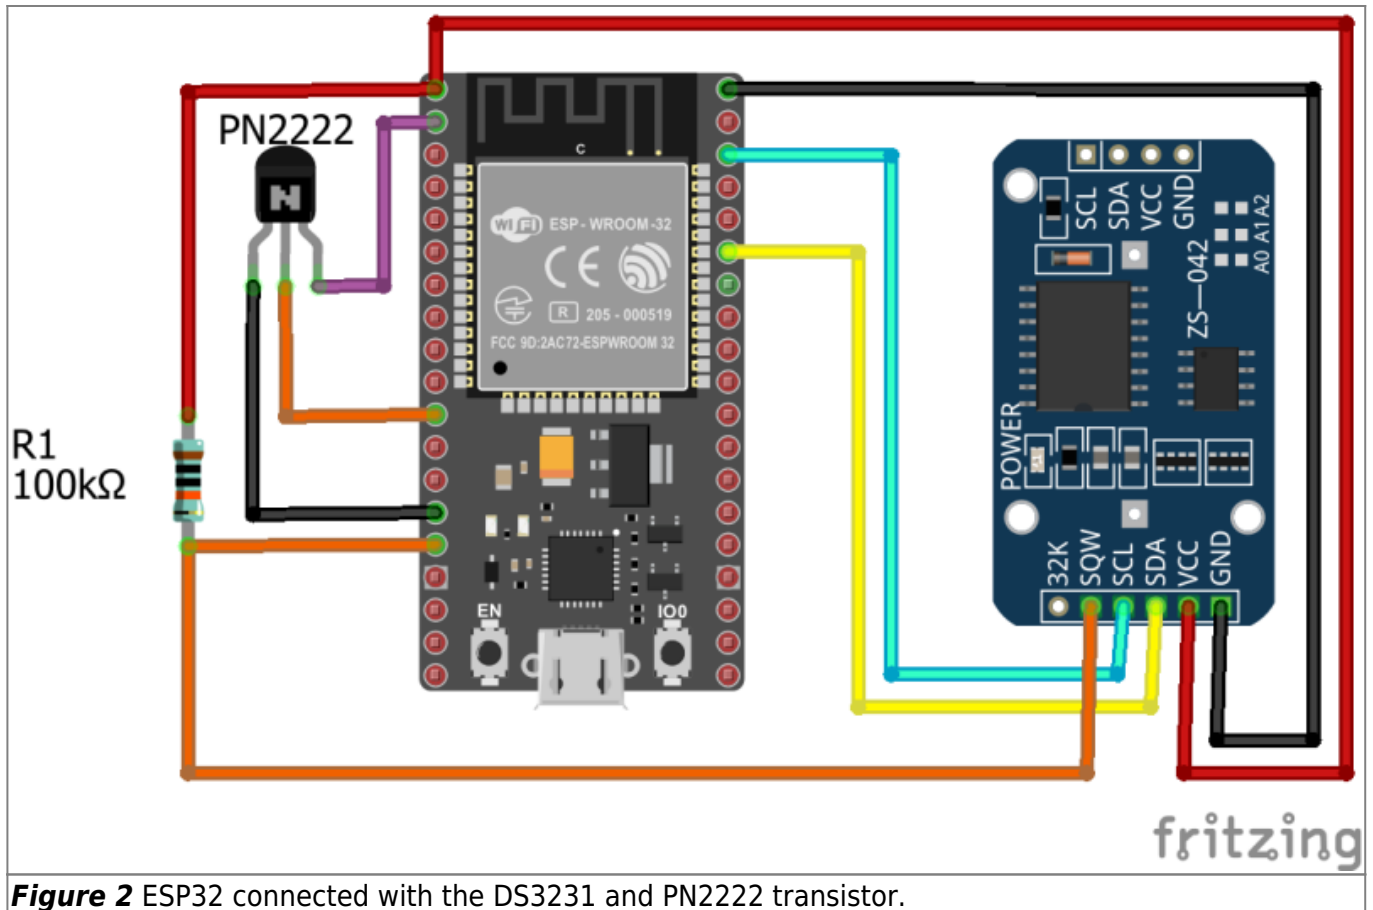 PN2222
N
C
WiFi
ESP - WROOM -32
CE
R
205 - 000519
FCC 9D:2AC72-ESPWROOM 32
R1
100kΩ
EN
IO0
SCL
SDA
VCC
GND
A0 A1 A2
ZS—042
POWER
32K
SQW
SCL
SDA
VCC
GND
fritzing
Figure 2 ESP32 connected with the DS3231 and PN2222 transistor.